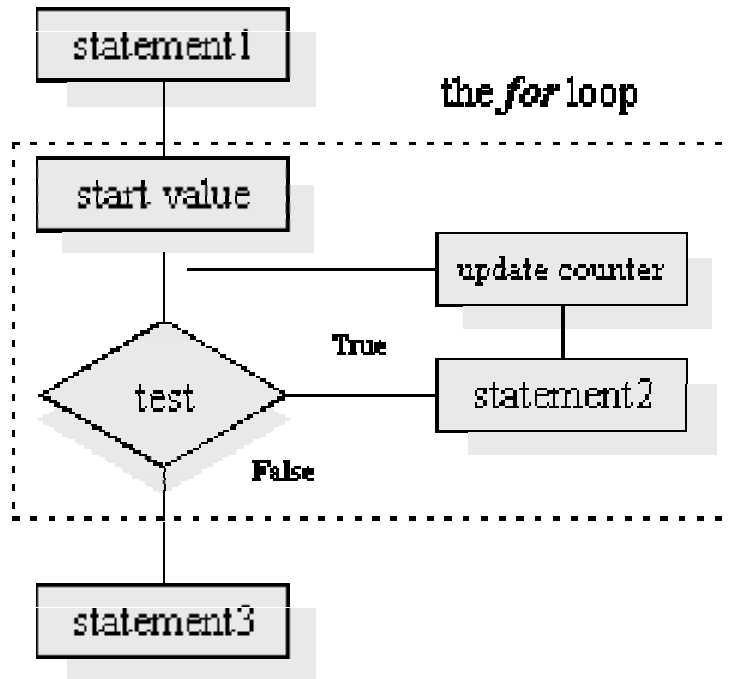 statement1
the for loop
start value
update counter
True
test
statement2
False
statement3